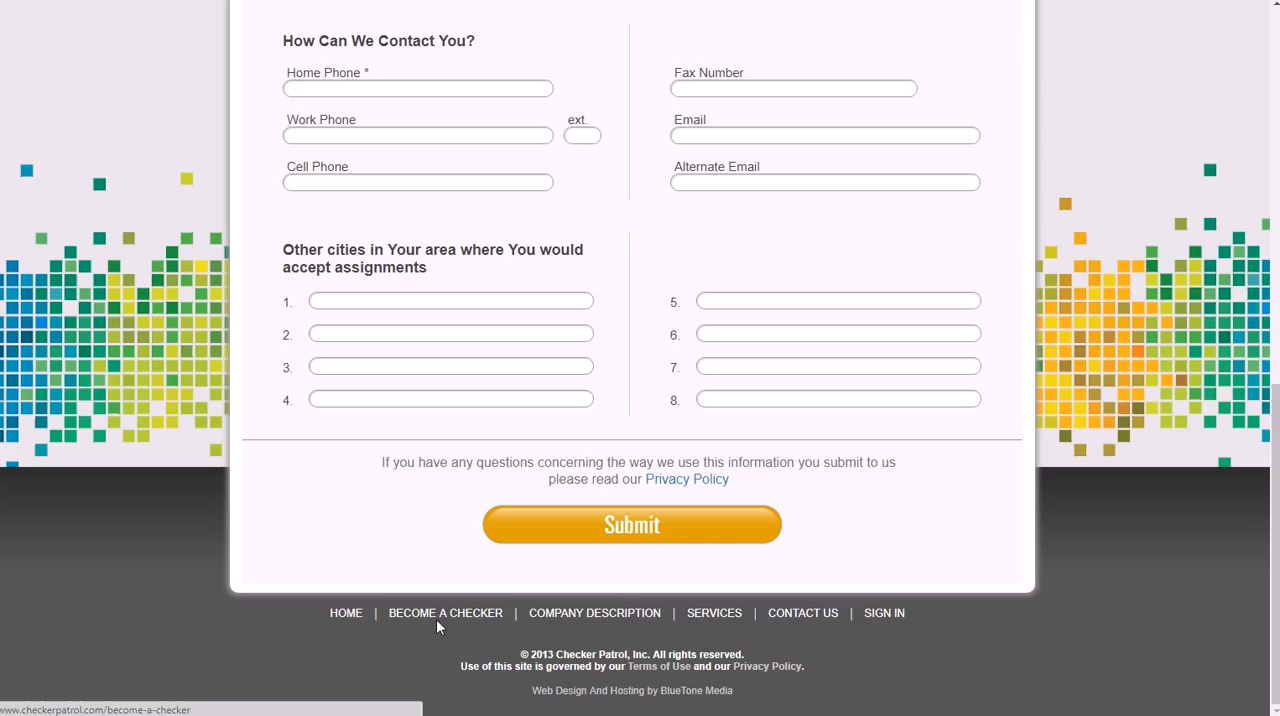 How Can We Contact You?
Home Phone *
Fax Number
Work Phone
ext.
Email
Cell Phone
Alternate Email
Other cities in Your area where You would
accept assignments
1.
5.
2.
6.
3.
7.
4.
8.
If you have any questions concerning the way we use this information you submit to us
please read our Privacy Policy
Submit
HOME | BECOME A CHECKER | COMPANY DESCRIPTION | SERVICES | CONTACT US | SIGN IN
© 2013 Checker Patrol, Inc. All rights reserved.
Use of this site is governed by our Terms of Use and our Privacy Policy.
Web Design And Hosting by BlueTone Media
www.checkerpatrol.com/become-a-checker